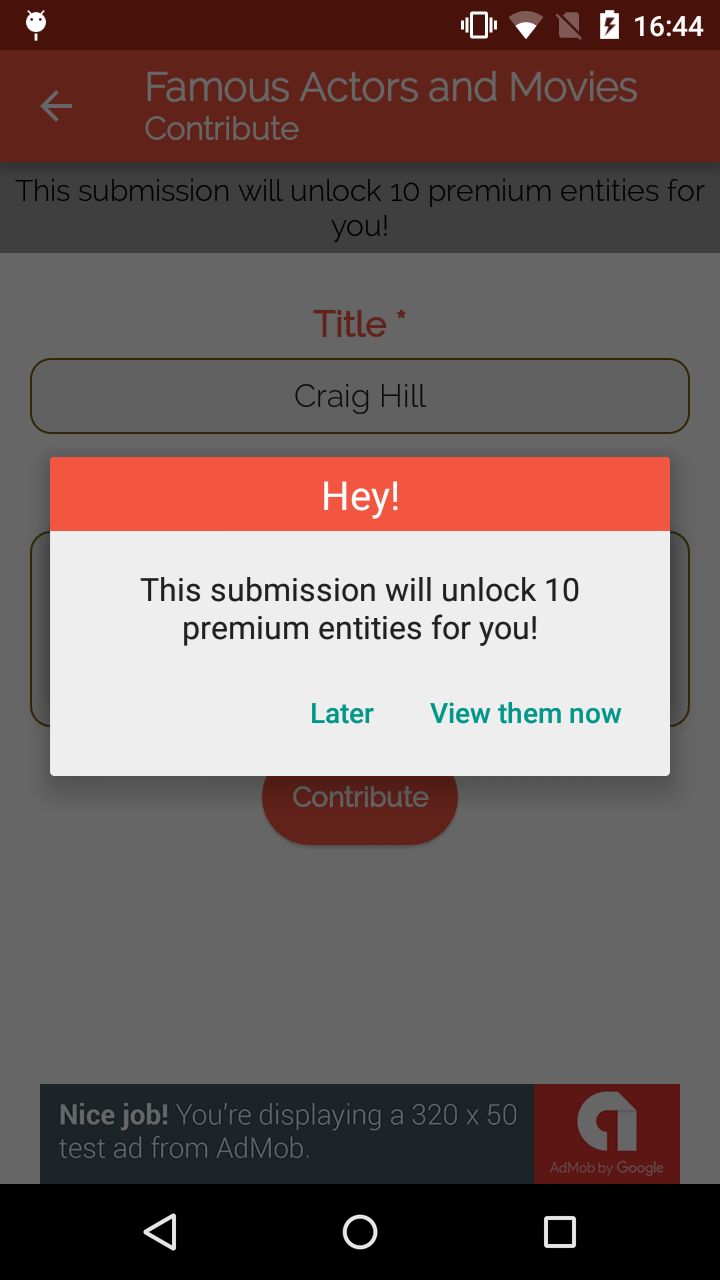 16:44
Famous Actors and Movies
Contribute
This submission will unlock 10 premium entities for
you!
Title *
Craig Hill
Hey!
This submission will unlock 10
premium entities for you!
Later View them now
Contribute
Nice job! You're displaying a 320 x 50
test ad from AdMob.
AdMob by Google